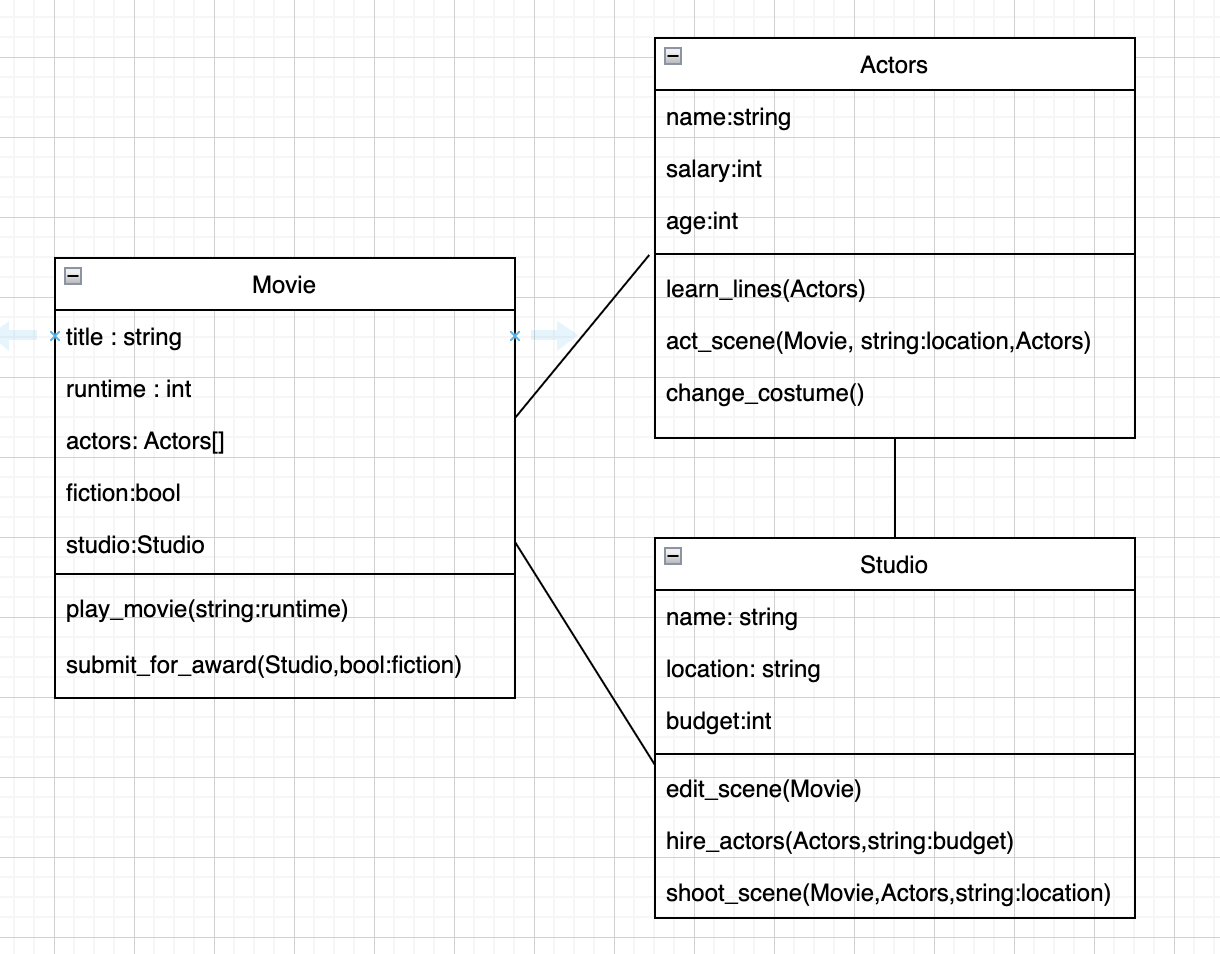 Movie
title : string
runtime : int
actors: Actors[]
fiction:bool
studio:Studio
play_movie(string:runtime)
submit_for_award(Studio,bool:fiction)
Actors
name:string
salary:int
age:int
learn_lines(Actors)
act_scene(Movie, string:location,Actors)
change_costume()
Studio
name: string
location: string
budget:int
edit_scene(Movie)
hire_actors(Actors,string:budget)
shoot_scene(Movie,Actors,string:location)